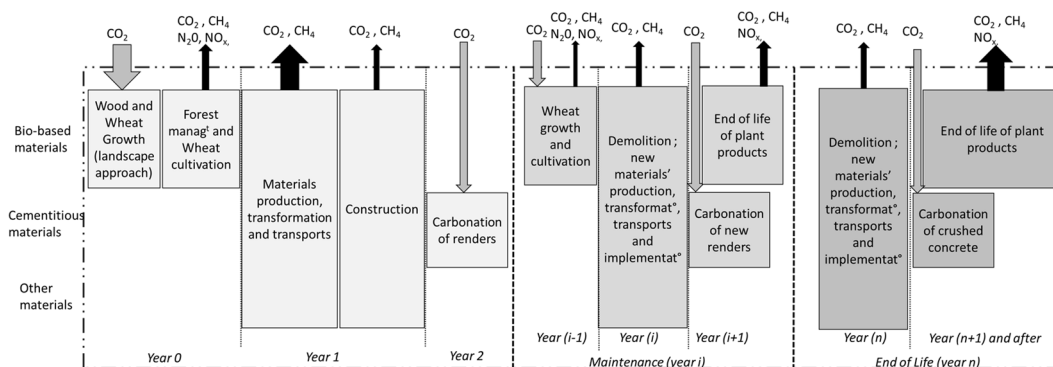 CO2
CO2 , CH4
N20, NOx,
CO2 , CH4
CO2 , CH4
CO2
CO2
CO2 , CH4
N20, NOx,
CO2 , CH4
CO2
CO2 , CH4
NOx,
CO2 , CH4
CO2
CO2 , CH4
NOx,
Bio-based
materials
Cementitious
materials
Other
materials
Wood and
Wheat
Growth
(landscape
approach)
Forest
managt and
Wheat
cultivation
Materials
production,
transformation
and transports
Construction
Carbonation
of renders
Wheat
growth
and
cultivation
Demolition ;
new
materials’
production,
transformat°,
transports
and
implementat°
End of life
of plant
products
Carbonation
of new
renders
Demolition ;
new
materials’
production,
transformat°,
transports
and
implementat°
End of life of plant
products
Carbonation
of crushed
concrete
Year 0
Year 1
Year 2
Year (i-1)
Year (i)
Year (i+1)
Maintenance (year i)
Year (n)
Year (n+1) and after
End of Life (year n)